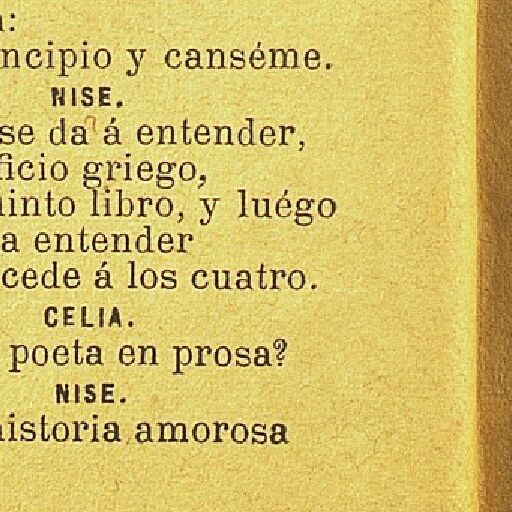 :
ncipio y canséme.
NISE.
se da á entender,
ficio griego,
uinto libro, y luégo
a entender
cede á los cuatro.
CELIA.
poeta en prosa?
NISE.
historia amorosa